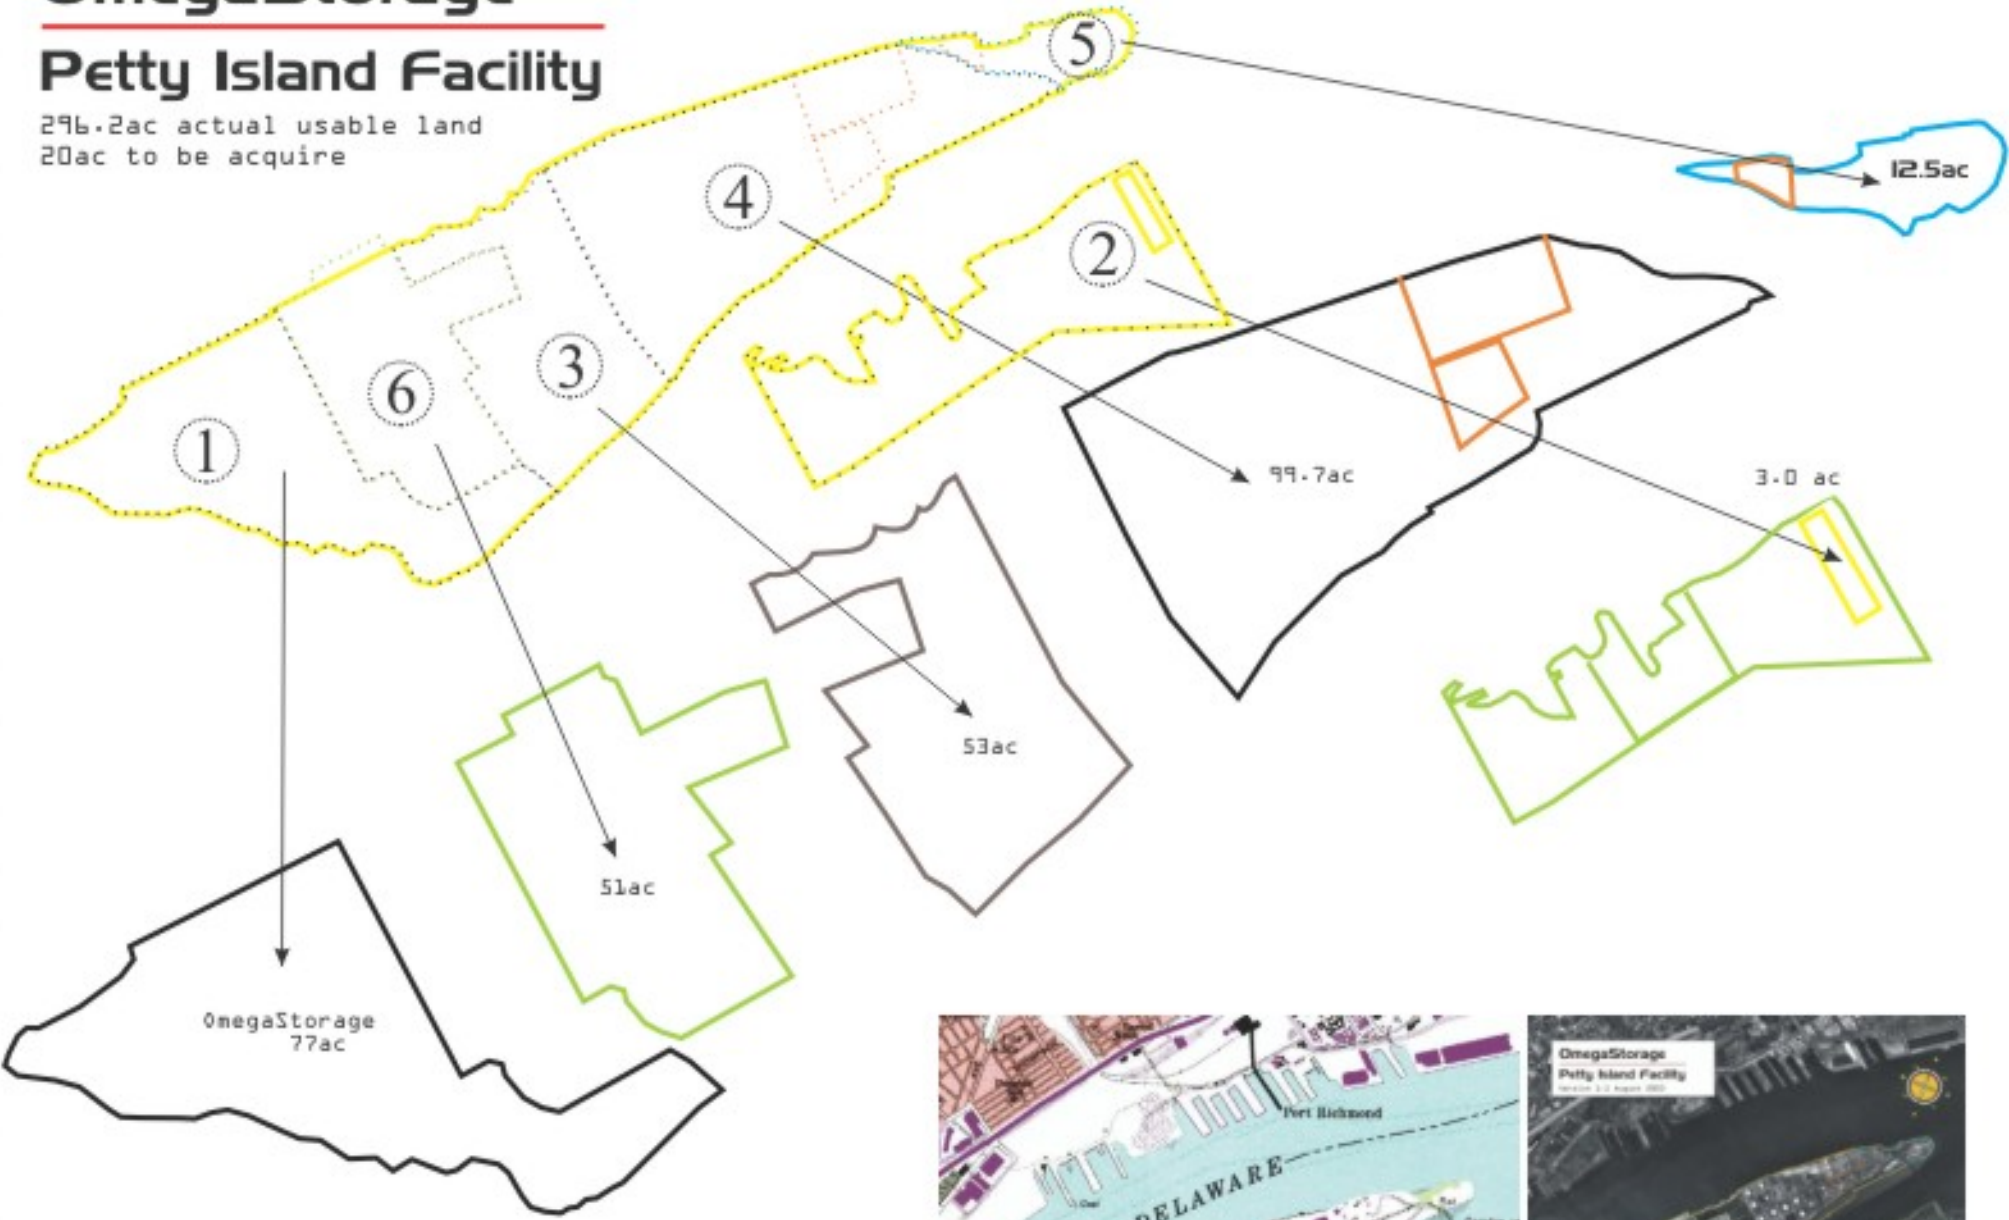 OmegaStorage
Petty Island Facility
296.2ac actual usable land
20ac to be acquire
5
12.5ac
4
2
3
6
1
99.7ac
3.0 ac
53ac
51ac
OmegaStorage
77ac
Port Richmond
DELAWARE
OmegaStorage
Petty Island Facility